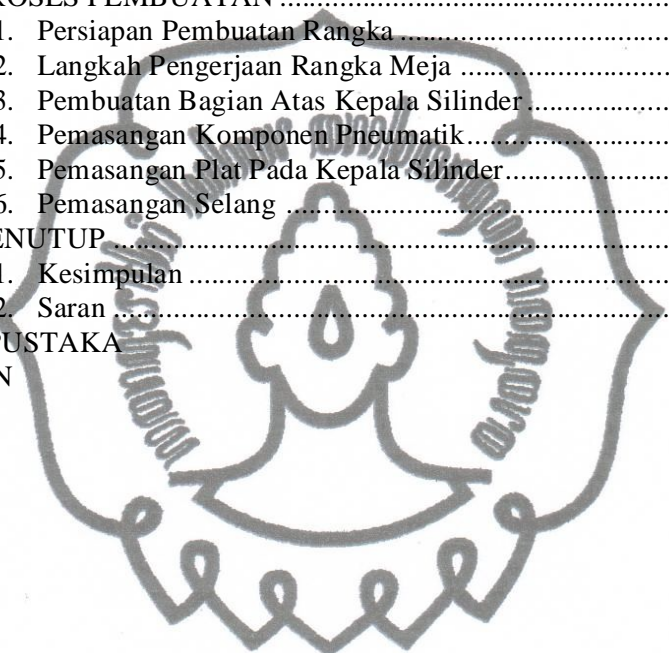 ROSES PEMBUATAN ................................................
1. Persiapan Pembuatan Rangka ................................
2. Langkah Pengerjaan Rangka Meja ........................
3. Pembuatan Bagian Atas Kepala Silinder ................
4. Pemasangan Komponen Pneumatik ........................
5. Pemasangan Plat Pada Kepala Silinder ..................
6. Pemasangan Selang ................................................
ENUTUP ................................................................
1. Kesimpulan ............................................................
2. Saran ....................................................................
PUSTAKA
N